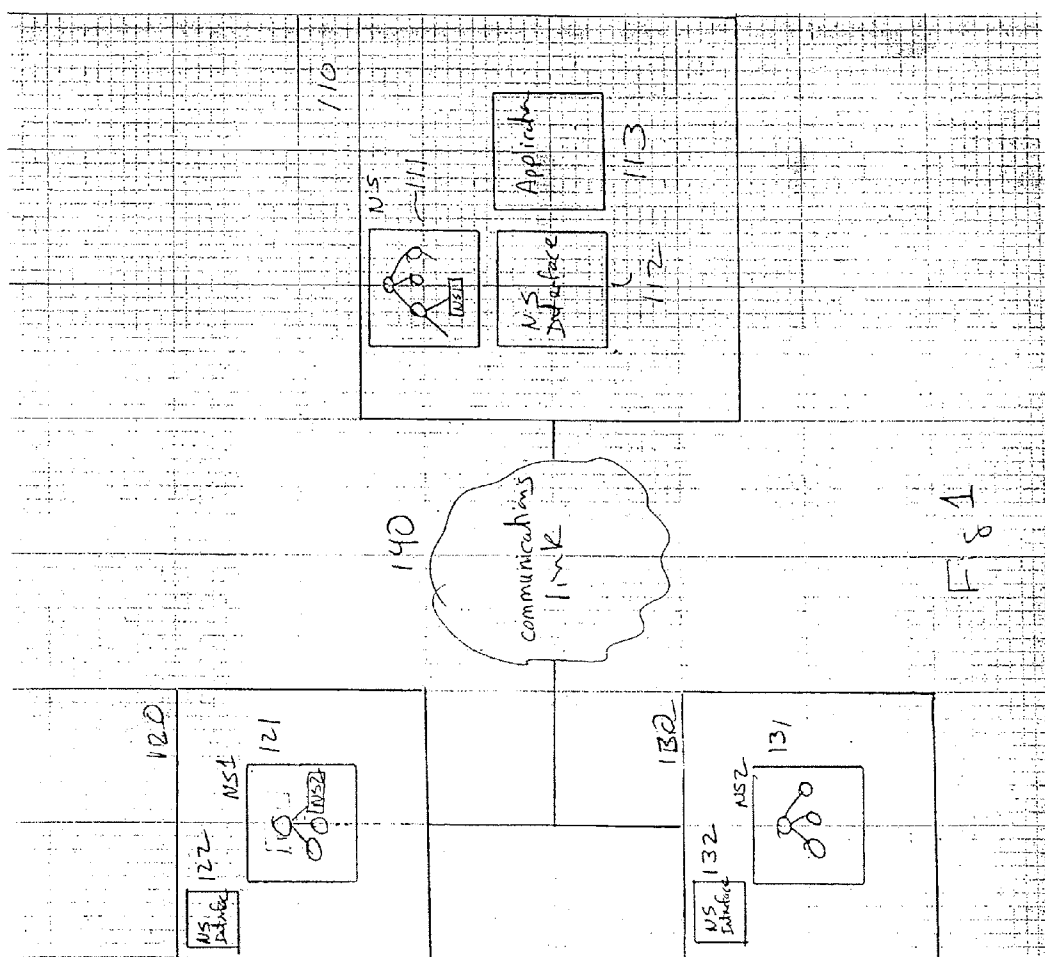 120
122
NS1
121
NS
Interface
NS2
130
132
NS2
131
NS
Interface
140
communications
link
110
NS
111
NS1
NS
Interface
112
Application
113
Fig 1